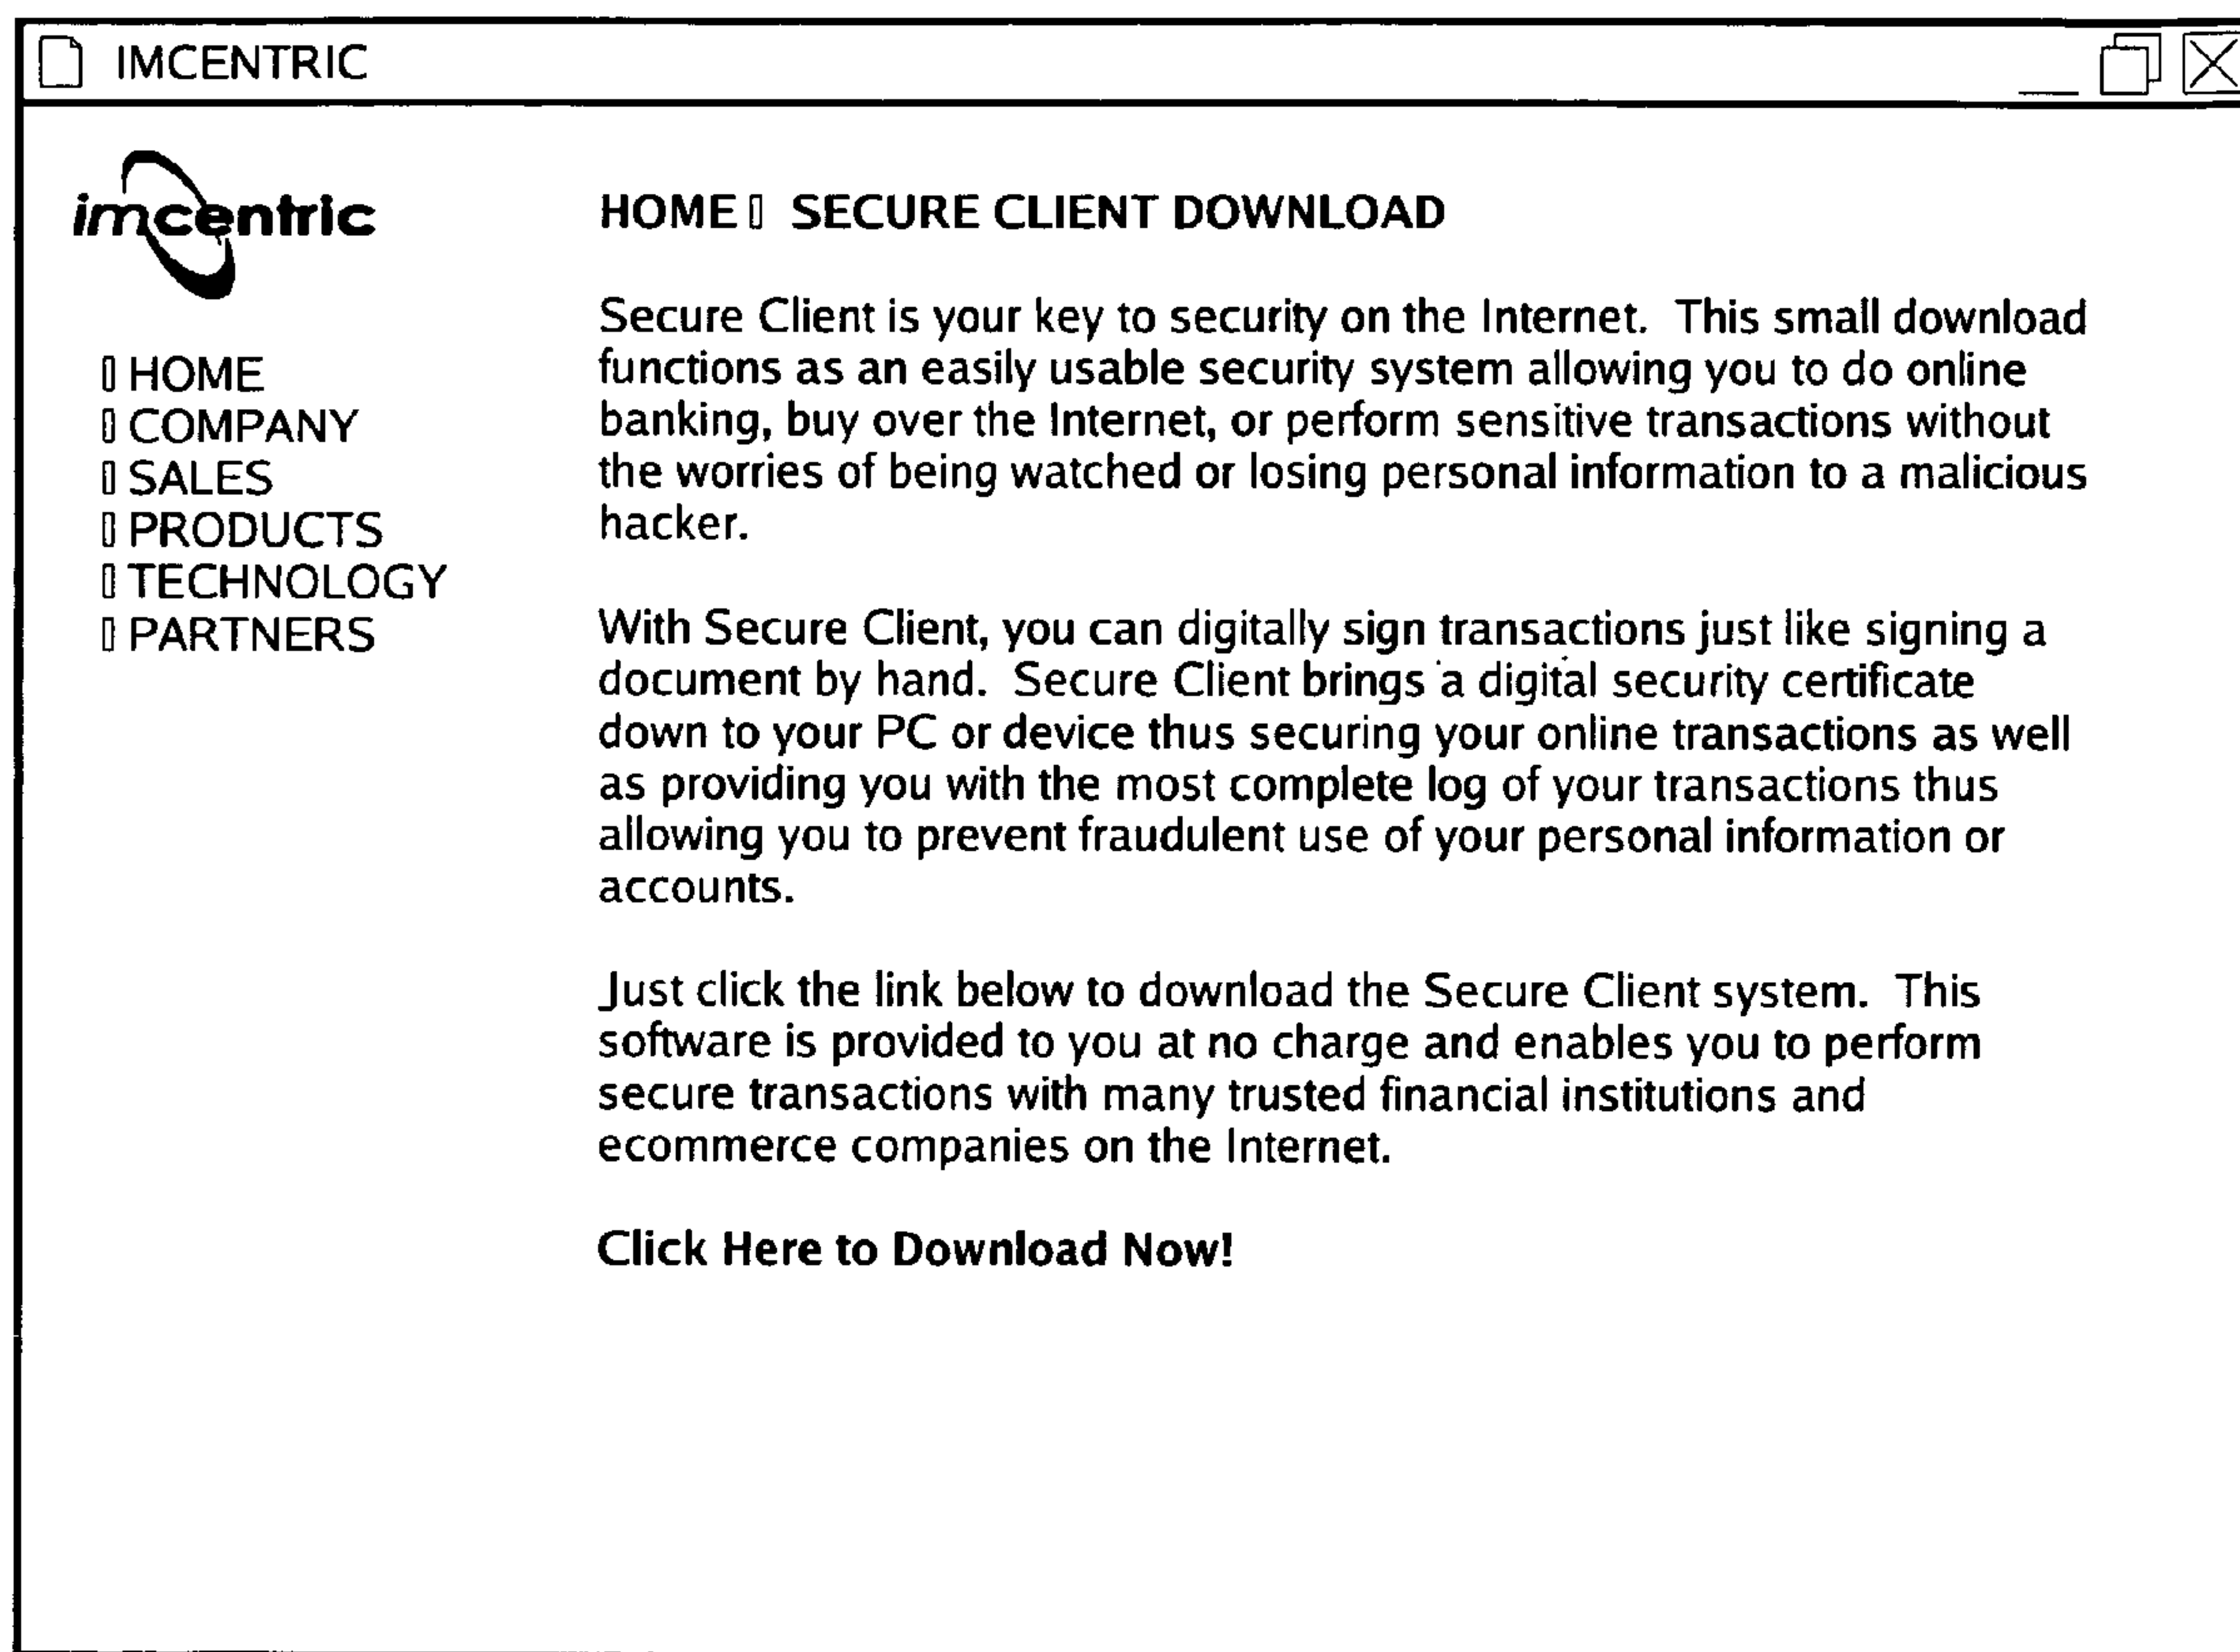 IMCENTRIC
imcentric
HOME
COMPANY
SALES
PRODUCTS
TECHNOLOGY
PARTNERS
HOME ▯ SECURE CLIENT DOWNLOAD
Secure Client is your key to security on the Internet. This small download
functions as an easily usable security system allowing you to do online
banking, buy over the Internet, or perform sensitive transactions without
the worries of being watched or losing personal information to a malicious
hacker.
With Secure Client, you can digitally sign transactions just like signing a
document by hand. Secure Client brings a digital security certificate
down to your PC or device thus securing your online transactions as well
as providing you with the most complete log of your transactions thus
allowing you to prevent fraudulent use of your personal information or
accounts.
Just click the link below to download the Secure Client system. This
software is provided to you at no charge and enables you to perform
secure transactions with many trusted financial institutions and
ecommerce companies on the Internet.
Click Here to Download Now!